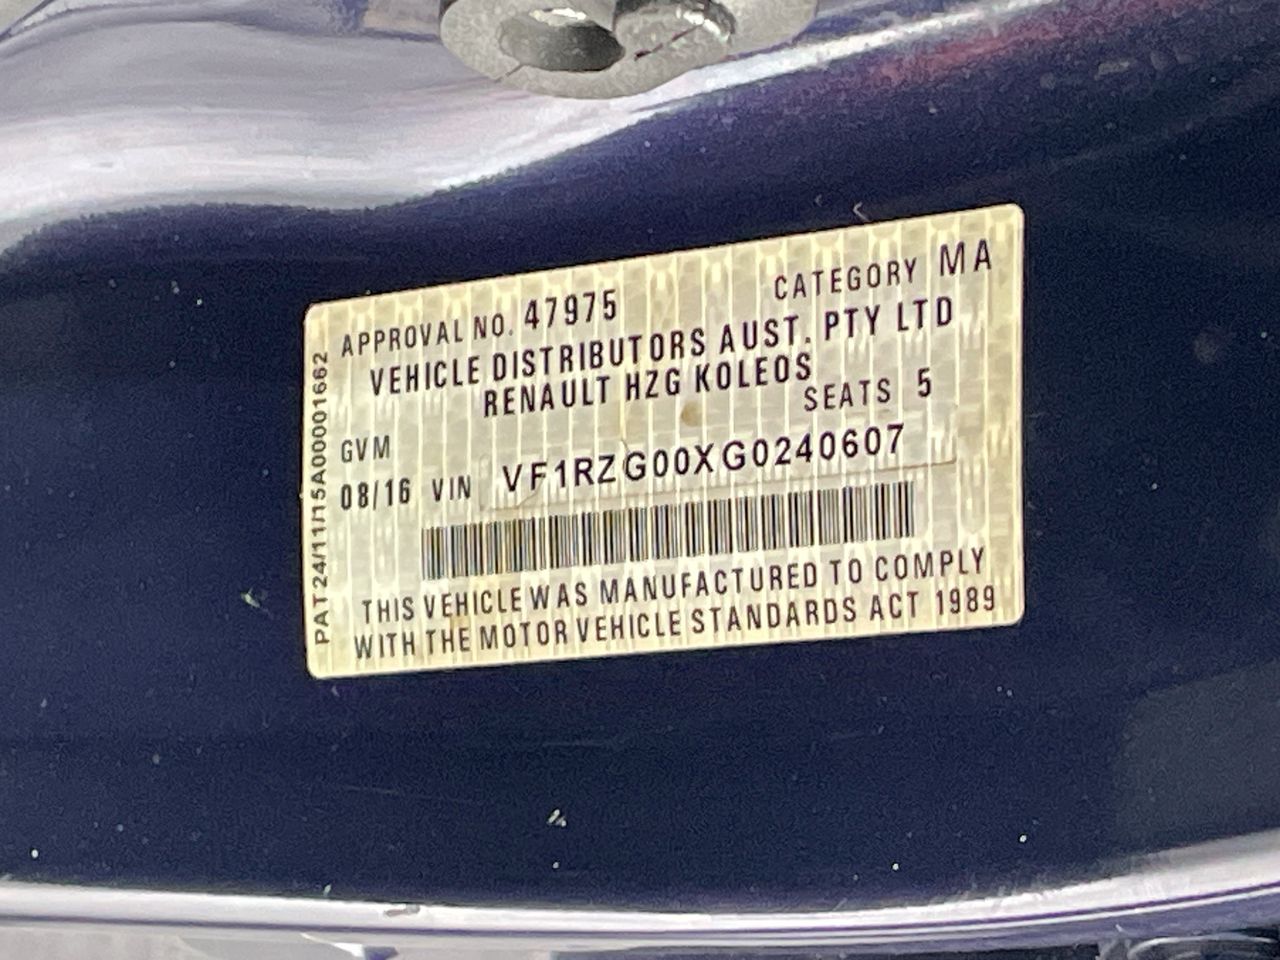 APPROVAL NO. 47975 CATEGORY MA
VEHICLE DISTRIBUTORS AUST. PTY LTD
RENAULT HZG KOLEOS
SEATS 5
GVM
08/16 VIN VF1RZG00XG0240607
THIS VEHICLE WAS MANUFACTURED TO COMPLY
WITH THE MOTOR VEHICLE STANDARDS ACT 1989
PAT24/11/15A00001662